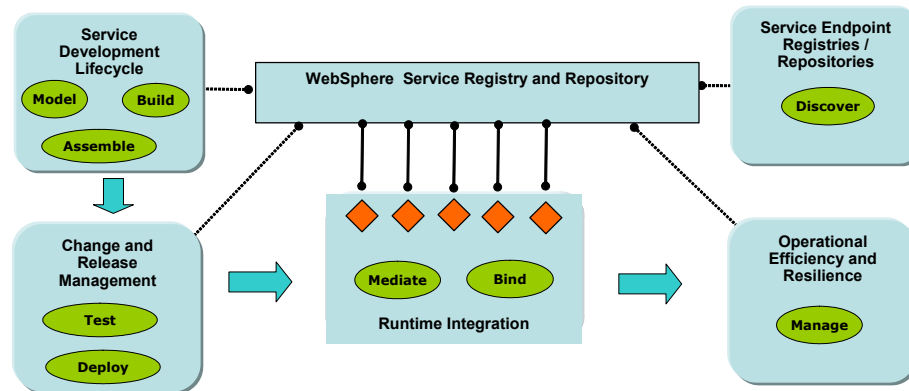 Service
Development
Lifecycle
Model
Build
Assemble
WebSphere Service Registry and Repository
Service Endpoint
Registries /
Repositories
Discover
Change and
Release
Management
Test
Deploy
Mediate
Bind
Runtime Integration
Operational
Efficiency and
Resilience
Manage